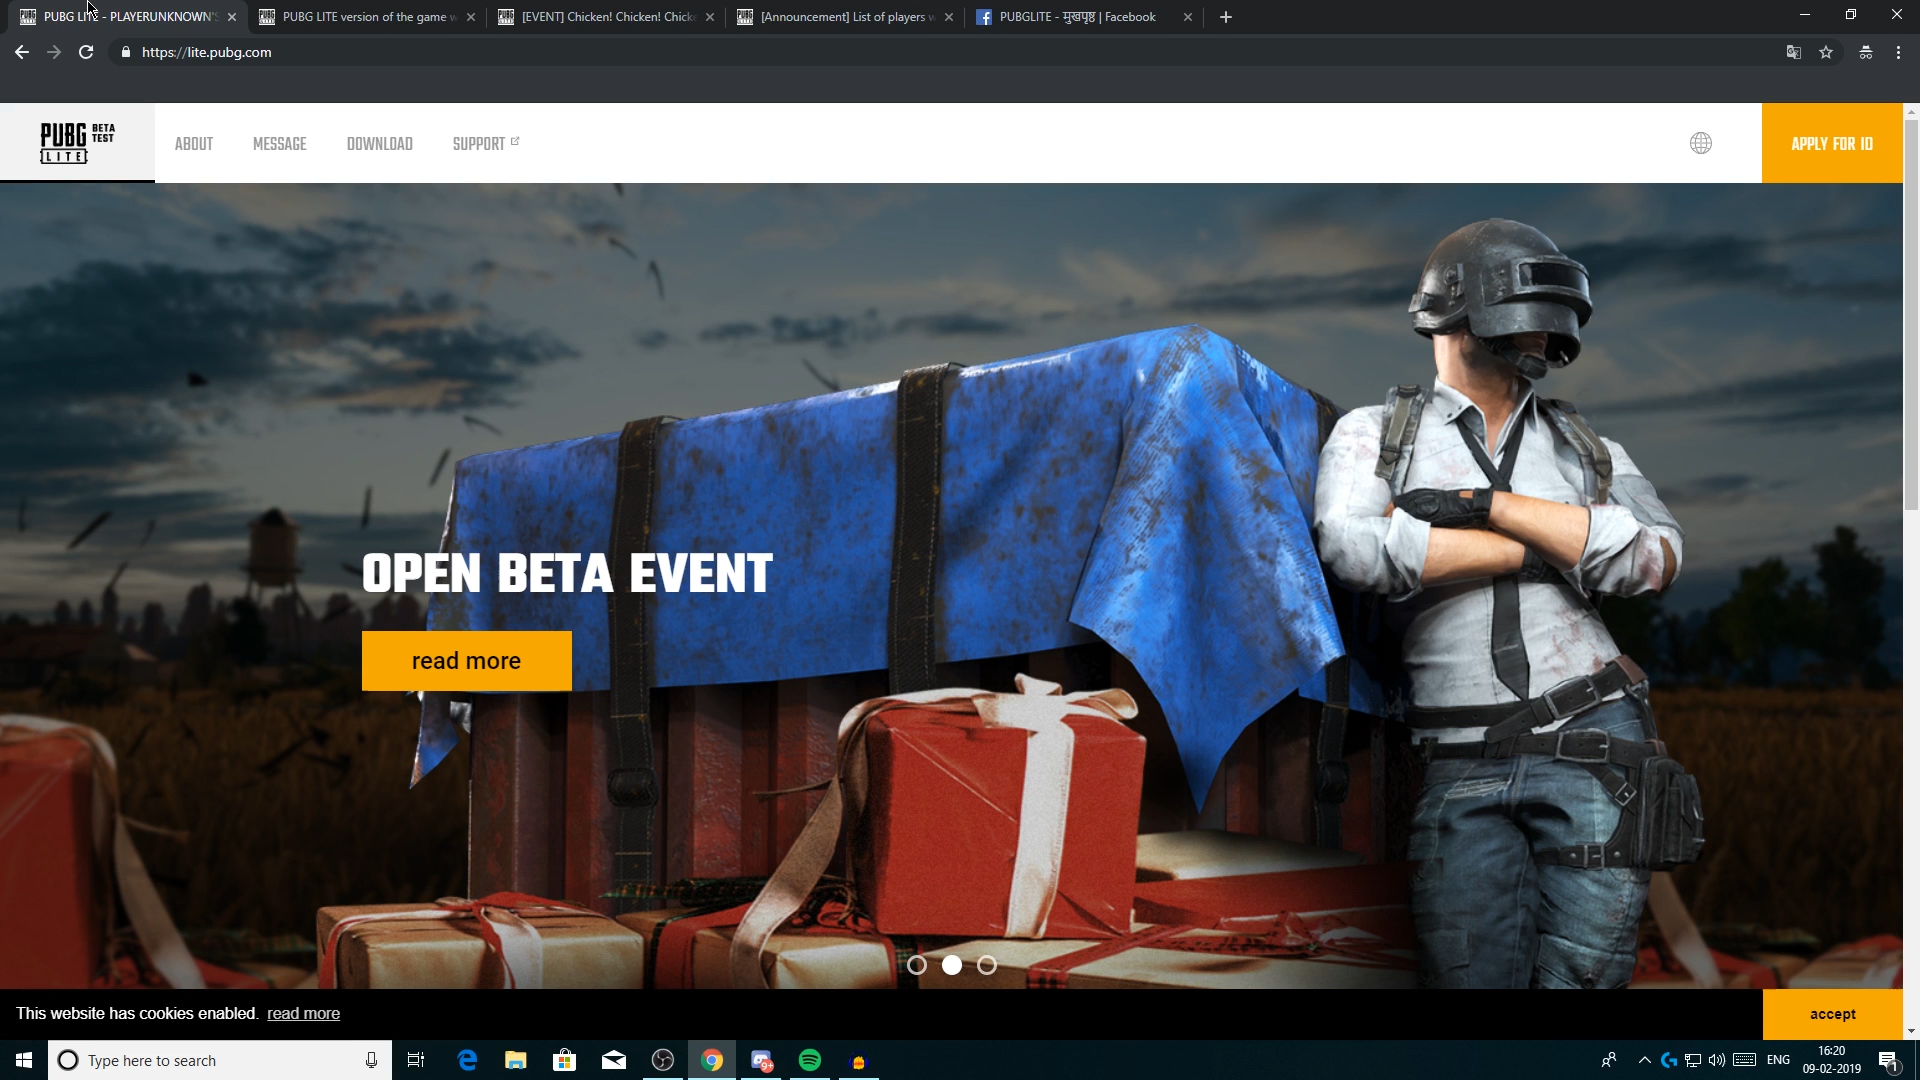 PUBG LITE - PLAYERUNKNOWN'S
PUBG LITE version of the game w
[EVENT] Chicken! Chicken! Chick
[Announcement] List of players w
PUBGLITE - मुखपृष्ठ | Facebook
https://lite.pubg.com
PUBG BETA TEST
LITE
ABOUT
MESSAGE
DOWNLOAD
SUPPORT
APPLY FOR ID
OPEN BETA EVENT
read more
This website has cookies enabled. read more
accept
Type here to search
9+
ENG
16:20
09-02-2019
1